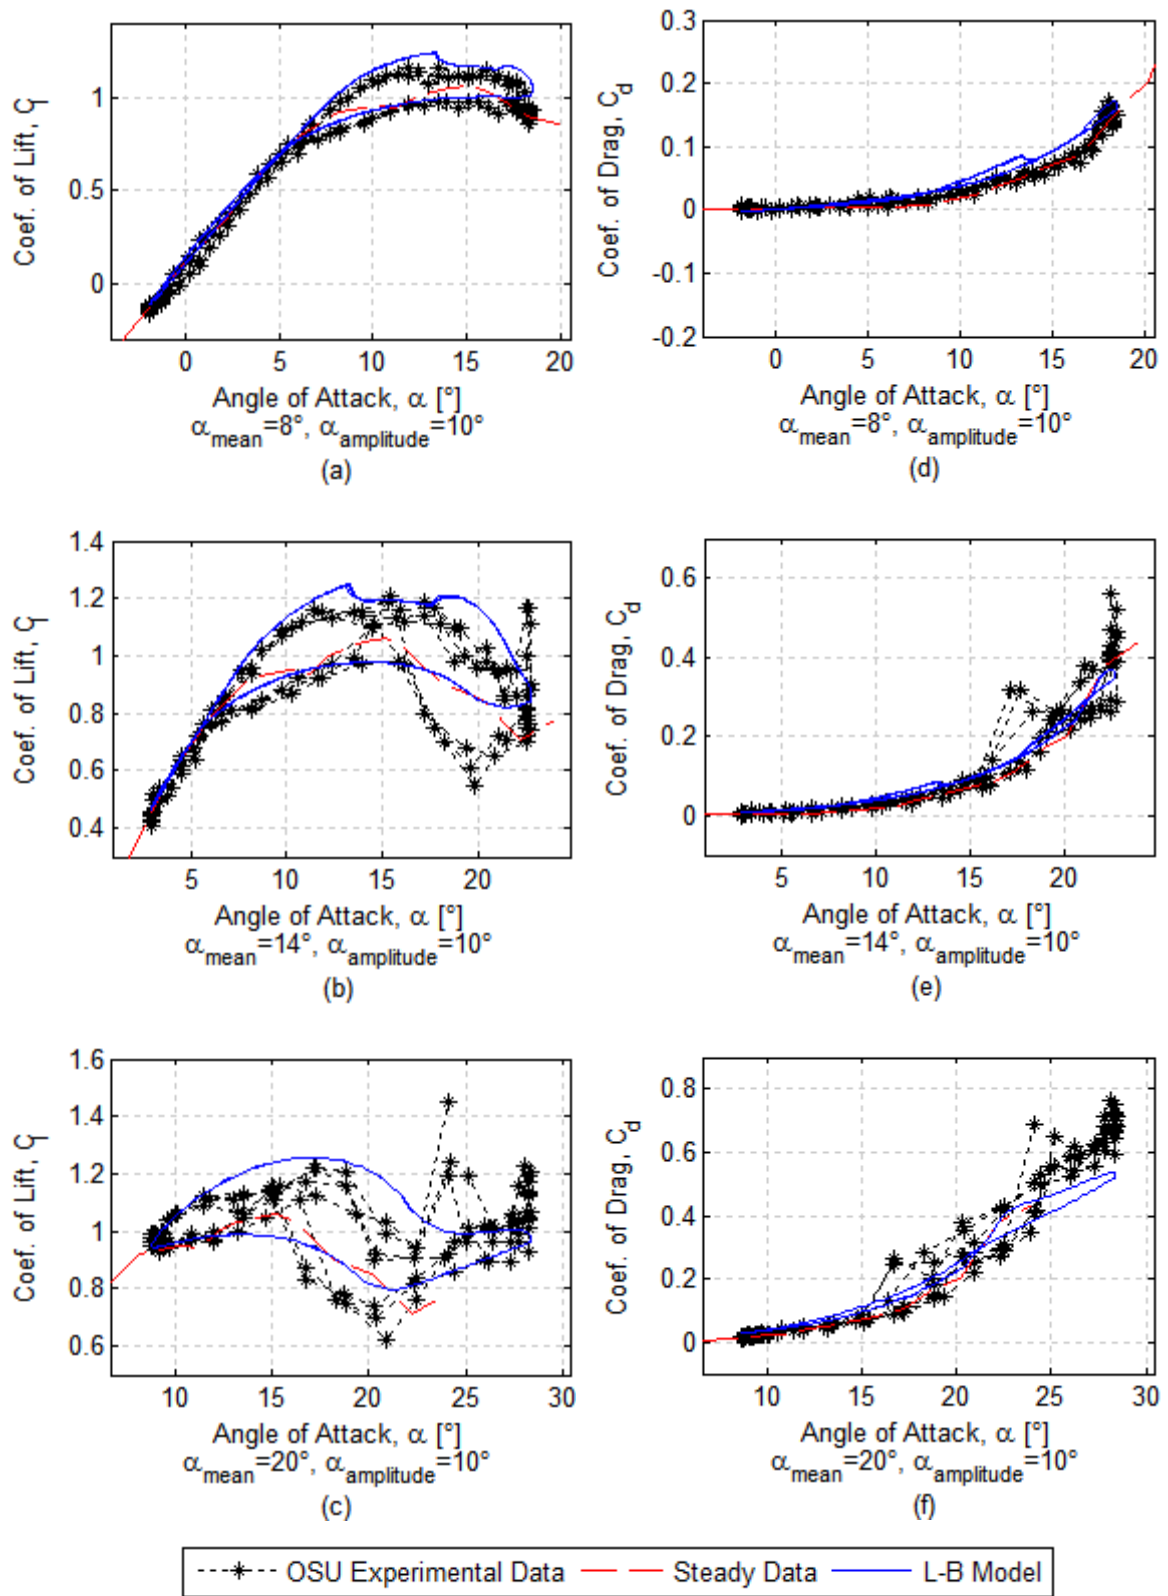 Coef. of Lift, Cl
1
0.5
0
0 5 10 15 20
Angle of Attack, α [°]
αmean=8°, αamplitude=10°
(a)
Coef. of Drag, Cd
0.3
0.2
0.1
0
-0.1
-0.2
0 5 10 15 20
Angle of Attack, α [°]
αmean=8°, αamplitude=10°
(d)
Coef. of Lift, Cl
1.4
1.2
1
0.8
0.6
0.4
5 10 15 20
Angle of Attack, α [°]
αmean=14°, αamplitude=10°
(b)
Coef. of Drag, Cd
0.6
0.4
0.2
0
5 10 15 20
Angle of Attack, α [°]
αmean=14°, αamplitude=10°
(e)
Coef. of Lift, Cl
1.6
1.4
1.2
1
0.8
0.6
10 15 20 25 30
Angle of Attack, α [°]
αmean=20°, αamplitude=10°
(c)
Coef. of Drag, Cd
0.8
0.6
0.4
0.2
0
10 15 20 25 30
Angle of Attack, α [°]
αmean=20°, αamplitude=10°
(f)
OSU Experimental Data Steady Data L-B Model